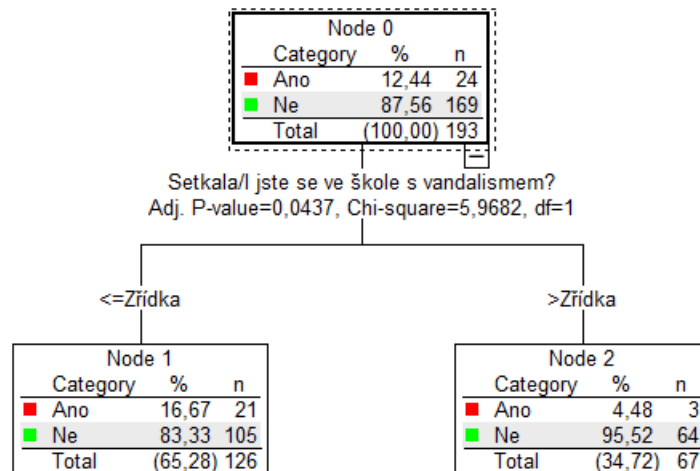 Node 0
Category % n
Ano 12,44 24
Ne 87,56 169
Total (100,00) 193
Setkala/l jste se ve škole s vandalismem?
Adj. P-value=0,0437, Chi-square=5,9682, df=1
<=Zřídka
>Zřídka
Node 1
Category % n
Ano 16,67 21
Ne 83,33 105
Total (65,28) 126
Node 2
Category % n
Ano 4,48 3
Ne 95,52 64
Total (34,72) 67